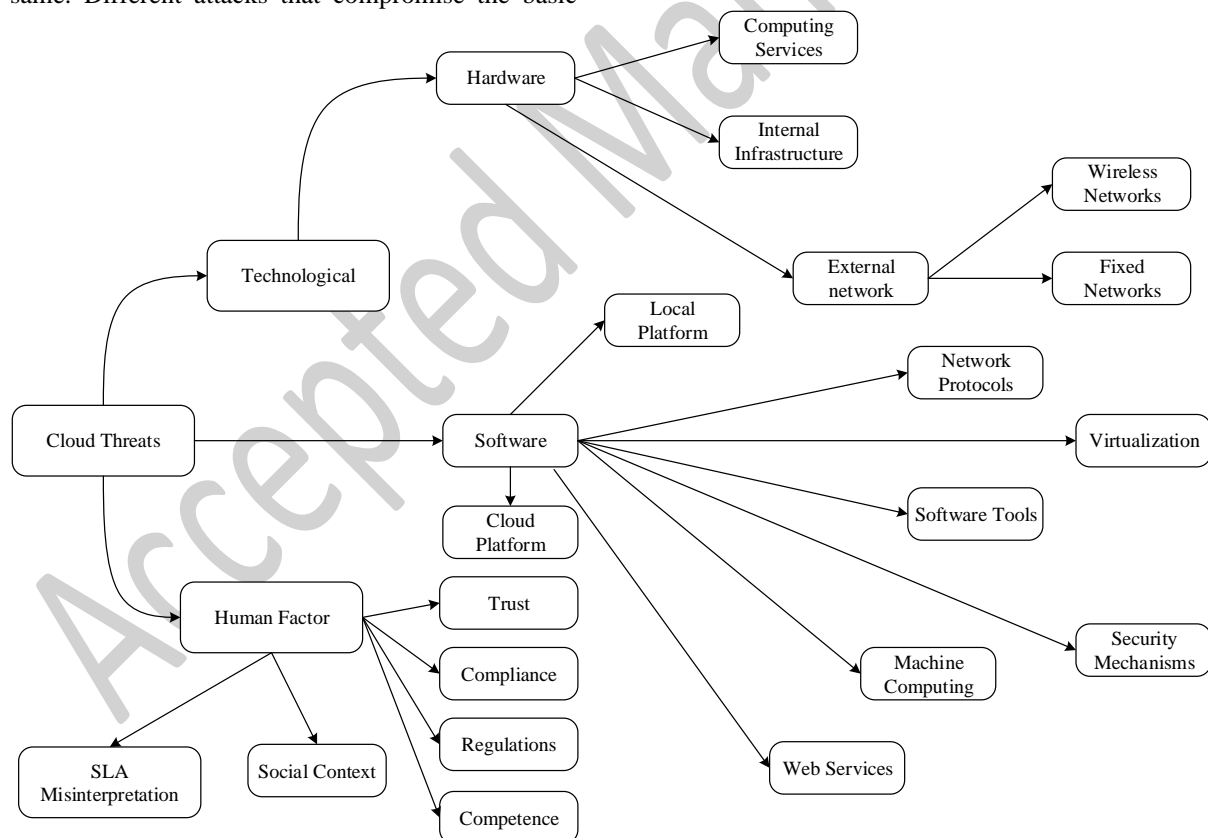 same. Different attacks that compromise the basic
Computing
Services
Hardware
Internal
Infrastructure
Wireless
Networks
Technological
External
network
Fixed
Networks
Local
Platform
Network
Protocols
Cloud Threats
Software
Virtualization
Software Tools
Cloud
Platform
Human Factor
Trust
Security
Mechanisms
Compliance
Machine
Computing
Regulations
SLA
Misinterpretation
Social Context
Web Services
Competence
Accepted